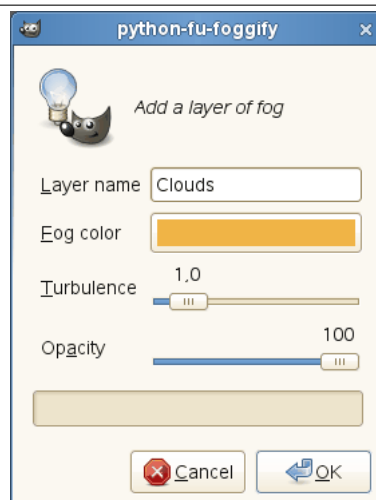 python-fu-foggify
Add a layer of fog
Layer name Clouds
Fog color
1,0
Turbulence
100
Opacity
Cancel OK